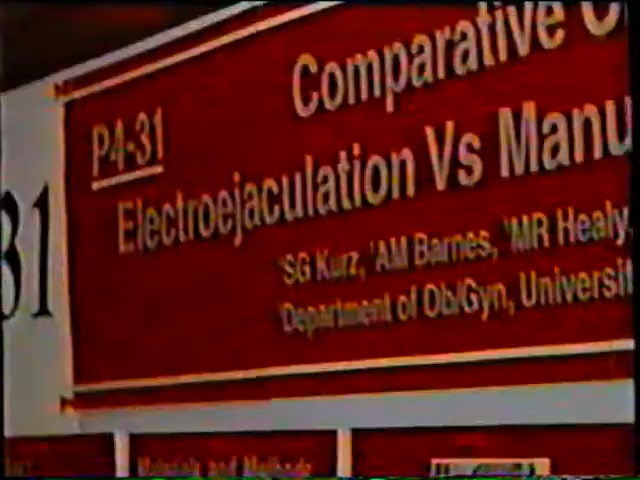 Comparative
P4-31
Electroejaculation Vs Manu
31
'SG Kurz, 'AM Barnes, 'MR Healy,
'Department of Ob/Gyn, Universit
Materials and Methods